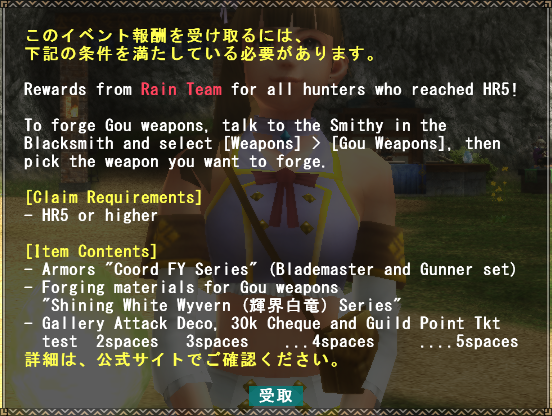 このイベント報酬を受け取るには、
下記の条件を満たしている必要があります。
Rewards from Rain Team for all hunters who reached HR5!
To forge Gou weapons, talk to the Smithy in the
Blacksmith and select [Weapons] > [Gou Weapons], then
pick the weapon you want to forge.
[Claim Requirements]
- HR5 or higher
[Item Contents]
- Armors "Coord FY Series" (Blademaster and Gunner set)
- Forging materials for Gou weapons
"Shining White Wyvern (輝界白竜) Series"
- Gallery Attack Deco, 30k Cheque and Guild Point Tkt
test  2spaces   3spaces    ...4spaces     ....5spaces
詳細は、公式サイトでご確認ください。
受取